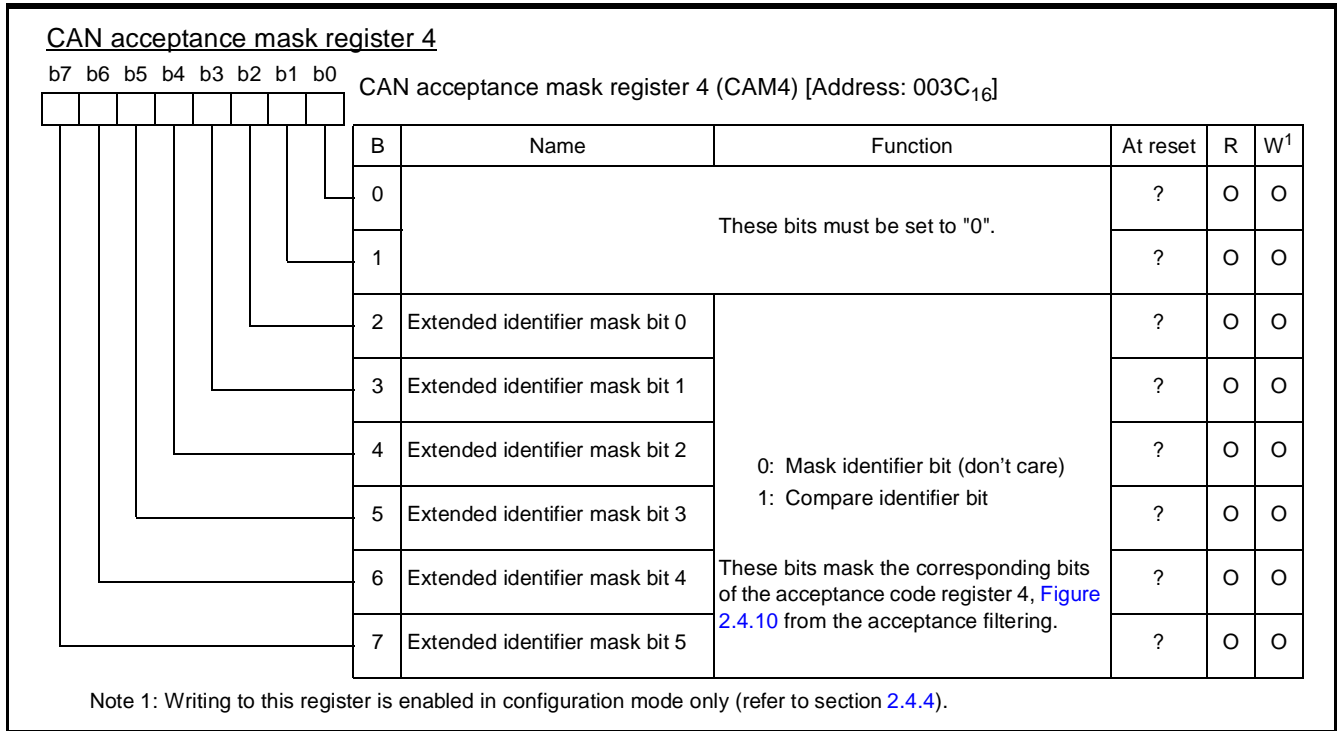 CAN acceptance mask register 4
b7 b6 b5 b4 b3 b2 b1 b0
CAN acceptance mask register 4 (CAM4) [Address: 003C16]
B Name Function At reset R W1
0 ? O O
These bits must be set to "0".
1 ? O O
2 Extended identifier mask bit 0 ? O O
3 Extended identifier mask bit 1 ? O O
4 Extended identifier mask bit 2 ? O O
0: Mask identifier bit (don't care)
1: Compare identifier bit
5 Extended identifier mask bit 3 ? O O
6 Extended identifier mask bit 4 ? O O
These bits mask the corresponding bits
of the acceptance code register 4, Figure
2.4.10 from the acceptance filtering.
7 Extended identifier mask bit 5 ? O O
Note 1: Writing to this register is enabled in configuration mode only (refer to section 2.4.4).